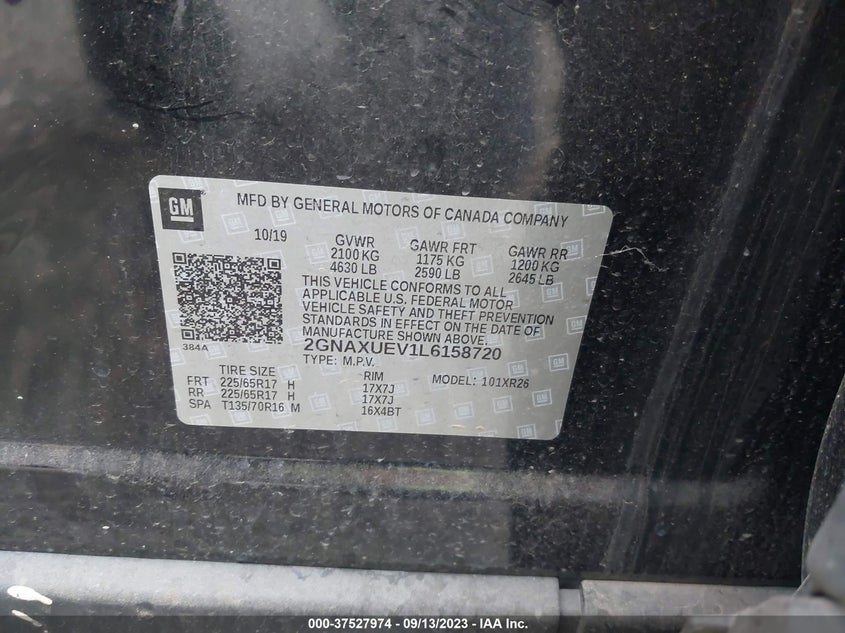 GM
MFD BY GENERAL MOTORS OF CANADA COMPANY
10/19 GVWR GAWR FRT GAWR RR
2100 KG 1175 KG 1200 KG
4630 LB 2590 LB 2645 LB
THIS VEHICLE CONFORMS TO ALL
APPLICABLE U.S. FEDERAL MOTOR
VEHICLE SAFETY AND THEFT PREVENTION
STANDARDS IN EFFECT ON THE DATE OF
MANUFACTURE SHOWN ABOVE.
384A 2GNAXUEV1L6158720
TYPE: M.P.V.
TIRE SIZE RIM MODEL: 101XR26
FRT 225/65R17 H 17X7J
RR 225/65R17 H 17X7J
SPA T135/70R16 M 16X4BT
000-37527974 - 09/13/2023 - IAA Inc.